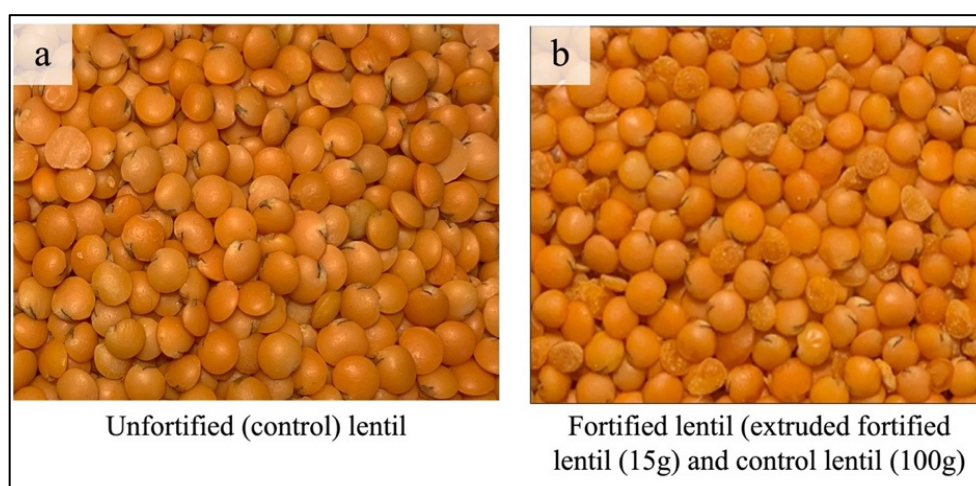 a
b
Unfortified (control) lentil
Fortified lentil (extruded fortified
lentil (15g) and control lentil (100g)